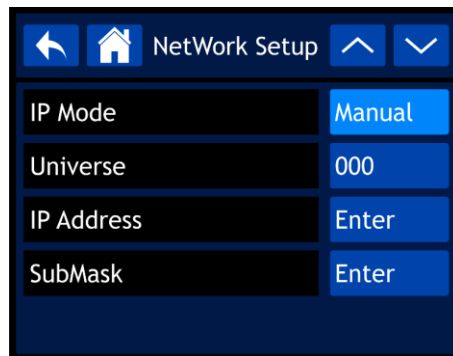 NetWork Setup
IP Mode Manual
Universe 000
IP Address Enter
SubMask Enter